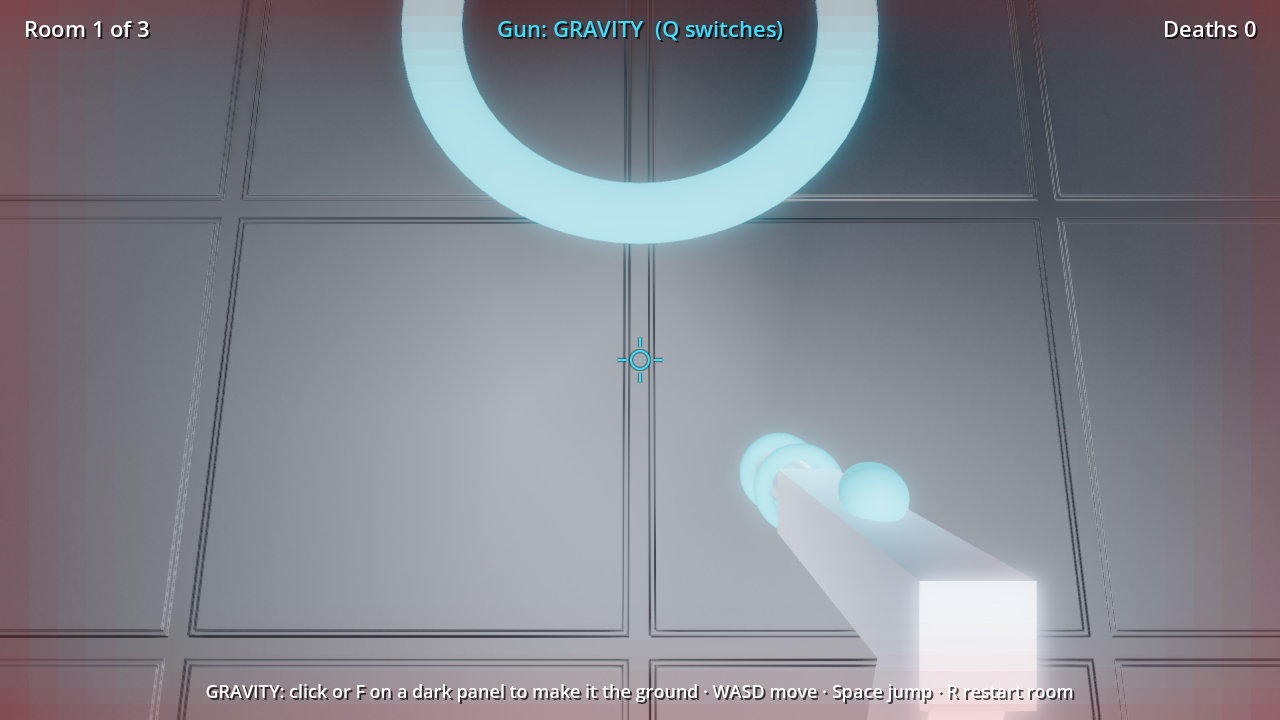 Room 1 of 3
Gun: GRAVITY (Q switches)
Deaths 0
GRAVITY: click or F on a dark panel to make it the ground · WASD move · Space jump · R restart room